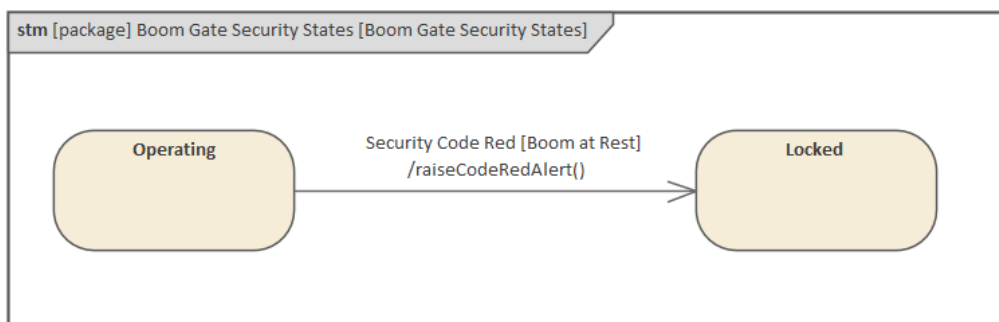 stm [package] Boom Gate Security States [Boom Gate Security States]
Operating
Security Code Red [Boom at Rest]
/raiseCodeRedAlert()
Locked